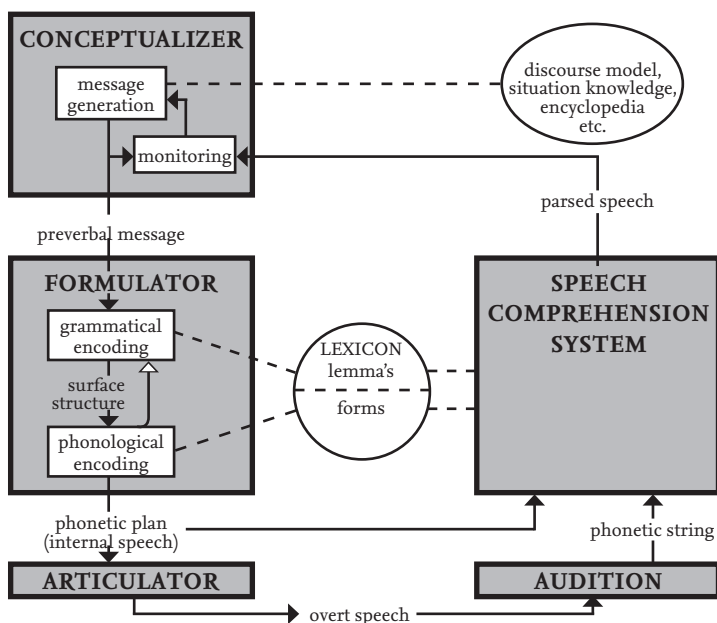 CONCEPTUALIZER
message
generation
monitoring
discourse model,
situation knowledge,
encyclopedia
etc.
parsed speech
preverbal message
FORMULATOR
grammatical
encoding
surface
structure
phonological
encoding
LEXICON
lemma's
forms
SPEECH
COMPREHENSION
SYSTEM
phonetic plan
(internal speech)
phonetic string
ARTICULATOR
AUDITION
overt speech